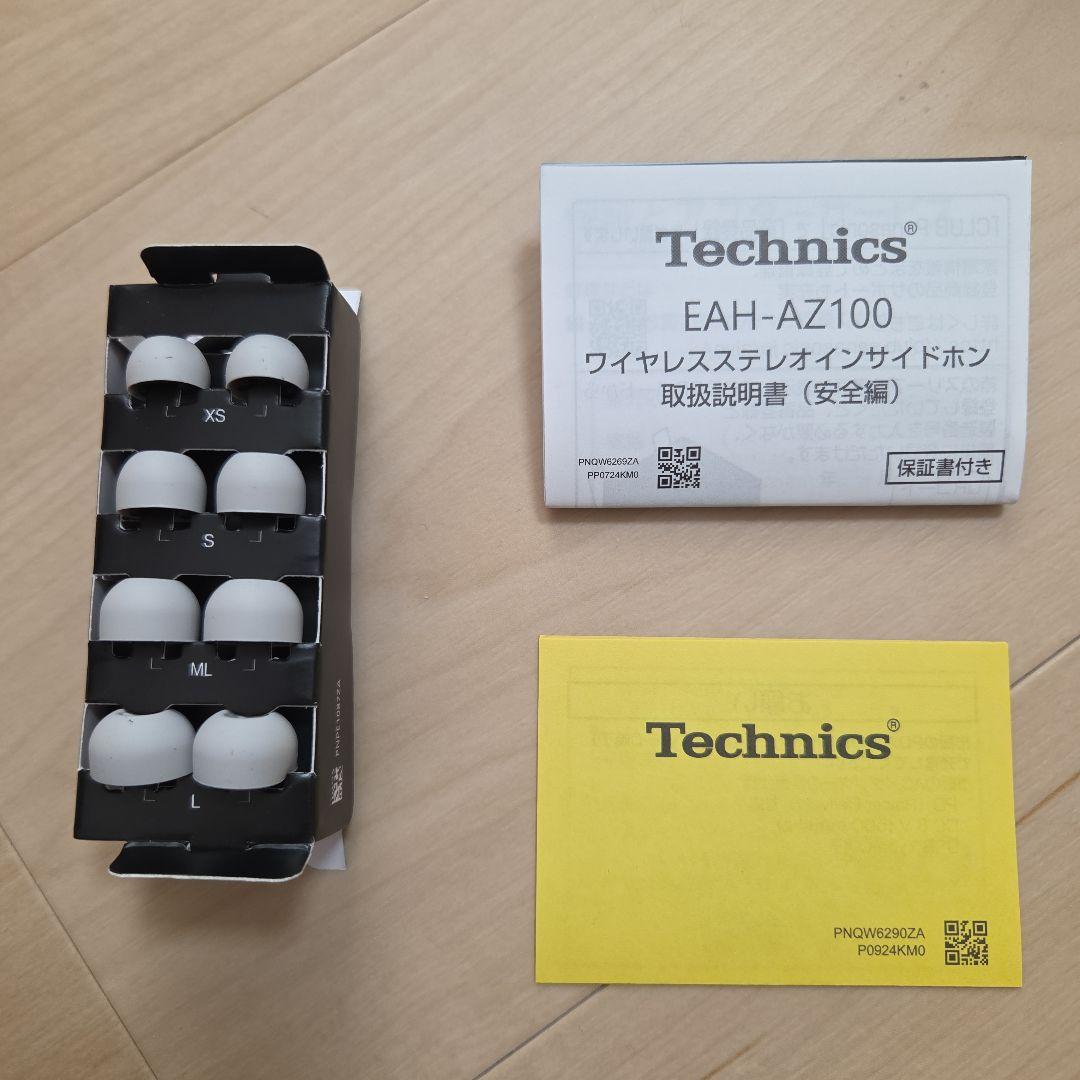 XS
S
ML
L
PNPE1087ZA
Technics®
EAH-AZ100
ワイヤレスステレオインサイドホン
取扱説明書（安全編）
PNQW6269ZA
PP0724KM0
保証書付き
Technics®
PNQW6290ZA
P0924KM0